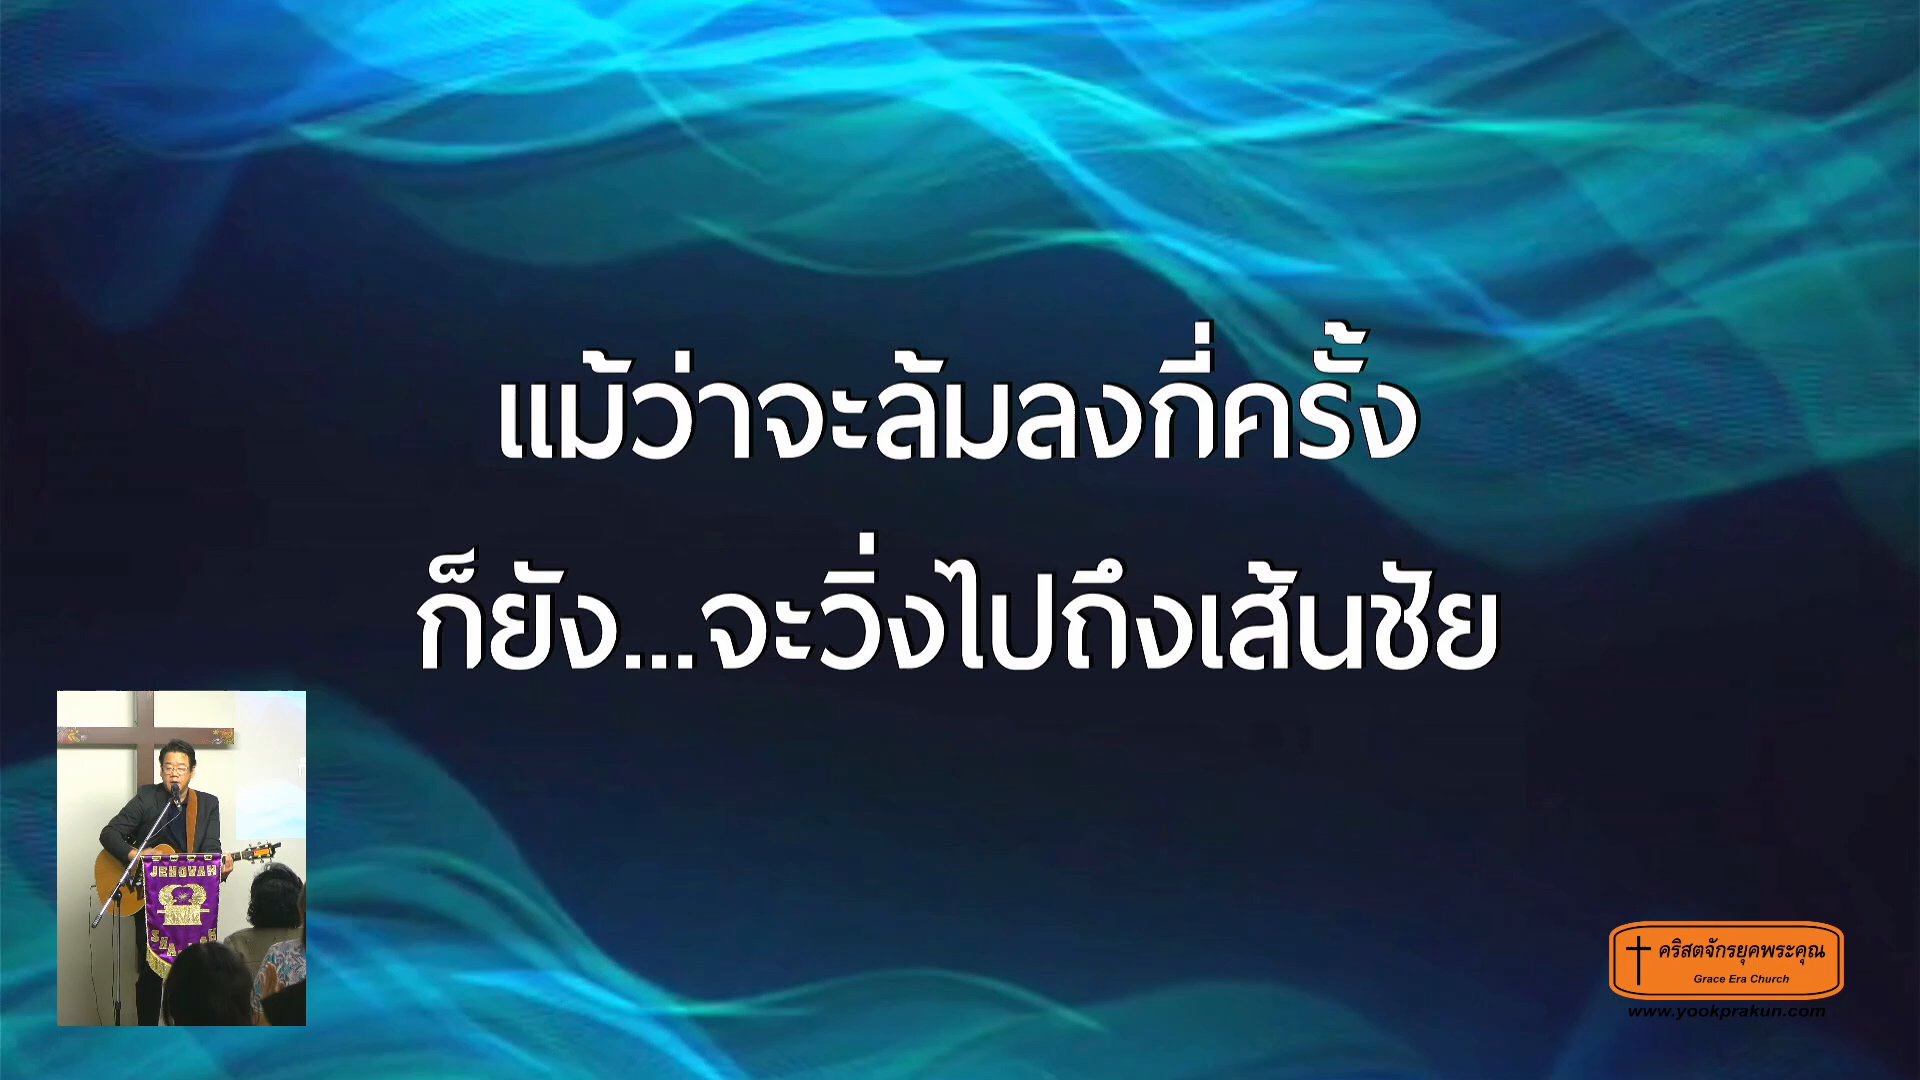 แม้ว่าจะล้มลงกี่ครั้ง
ก็ยัง...จะวิ่งไปถึงเส้นชัย
JEHOVAH
คริสตจักรยุคพระคุณ
Grace Era Church
www.yookprakun.com